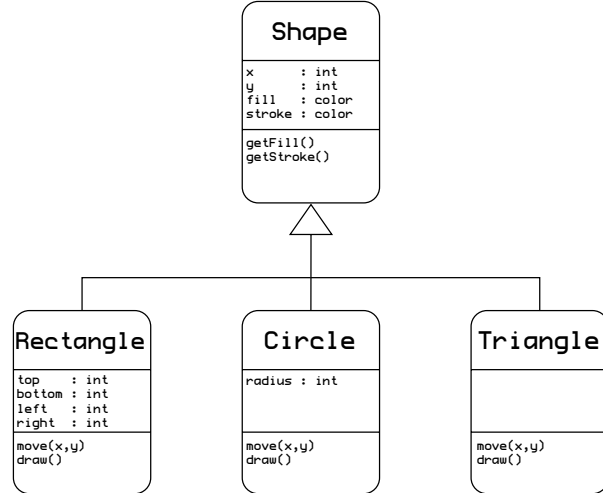 Shape
x : int
y : int
fill : color
stroke : color
getFill()
getStroke()
Rectangle
top : int
bottom : int
left : int
right : int
move(x,y)
draw()
Circle
radius : int
move(x,y)
draw()
Triangle
move(x,y)
draw()